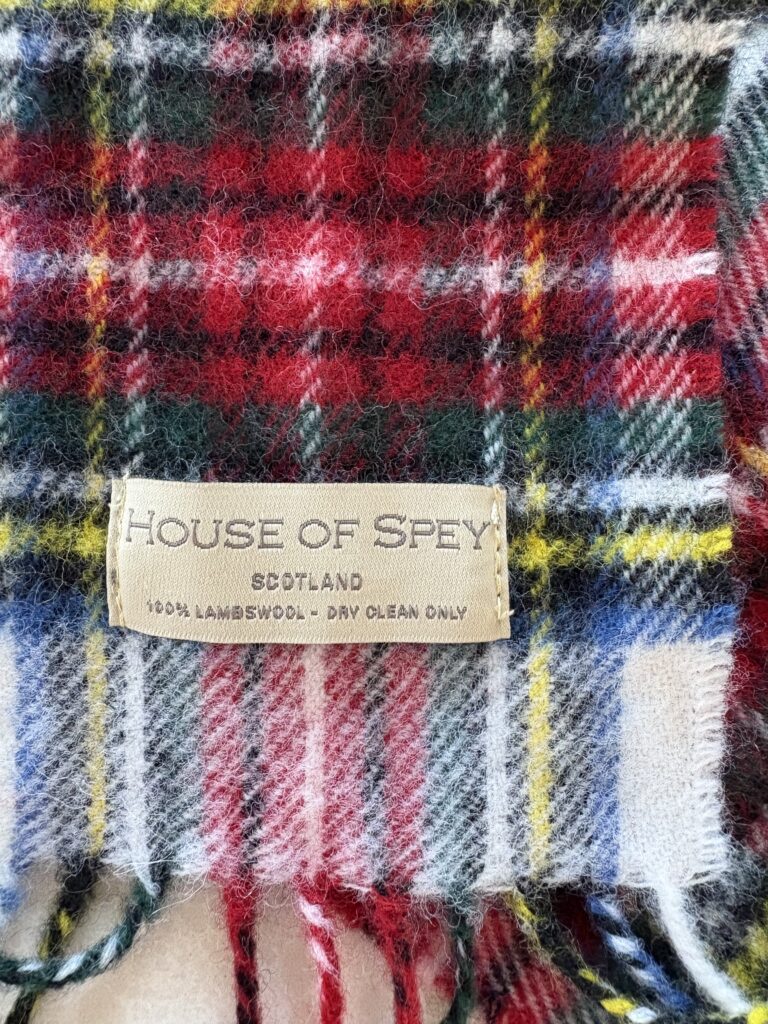 HOUSE OF SPEY
SCOTLAND
100% LAMBSWOOL - DRY CLEAN ONLY